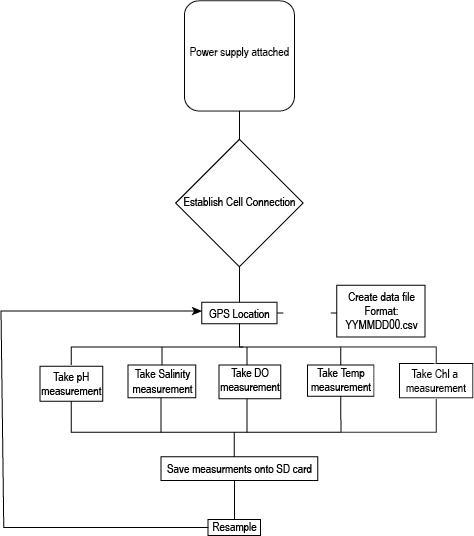 Power supply attached
Establish Cell Connection
GPS Location
Create data file
Format:
YYMMDD00.csv
Take pH
measurement
Take Salinity
measurement
Take DO
measurement
Take Temp
measurement
Take Chl a
measurement
Save measurments onto SD card
Resample